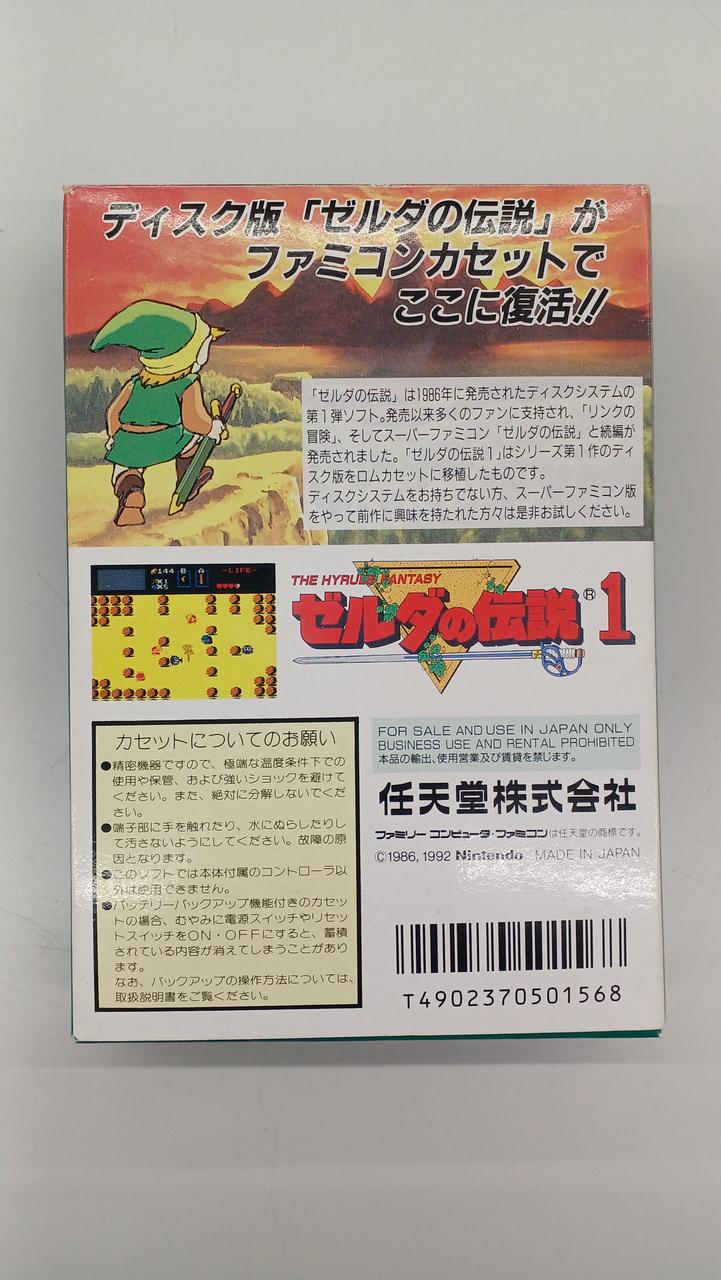 ディスク版「ゼルダの伝説」が
ファミコンカセットで
ここに復活!!
「ゼルダの伝説」は1986年に発売されたディスクシステムの
第1弾ソフト。発売以来多くのファンに支持され、「リンクの
冒険」、そしてスーパーファミコン「ゼルダの伝説」と続編が
発売されました。「ゼルダの伝説1」はシリーズ第1作のディ
スク版をロムカセットに移植したものです。
ディスクシステムをお持ちでない方、スーパーファミコン版
をやって前作に興味を持たれた方々は是非お試しください。
144 B A -LIFE-
X1
X5
THE HYRULE FANTASY
ゼルダの伝説®1
カセットについてのお願い
●精密機器ですので、極端な温度条件下での
使用や保管、および強いショックを避けて
ください。また、絶対に分解しないでくだ
さい。
●端子部に手を触れたり、水にぬらしたりし
て汚さないようにしてください。故障の原
因となります。
●このソフトでは本体付属のコントローラ以
外は使用できません。
●バッテリーバックアップ機能付きのカセッ
トの場合、むやみに電源スイッチやリセッ
トスイッチをON・OFFにすると、蓄積
されている内容が消えてしまうことがあり
ます。
なお、バックアップの操作方法については、
取扱説明書をご覧ください。
FOR SALE AND USE IN JAPAN ONLY
BUSINESS USE AND RENTAL PROHIBITED
本品の輸出、使用営業及び賃貸を禁じます。
任天堂株式会社
ファミリーコンピュータ・ファミコンは任天堂の商標です。
©1986, 1992 Nintendo MADE IN JAPAN
T4902370501568